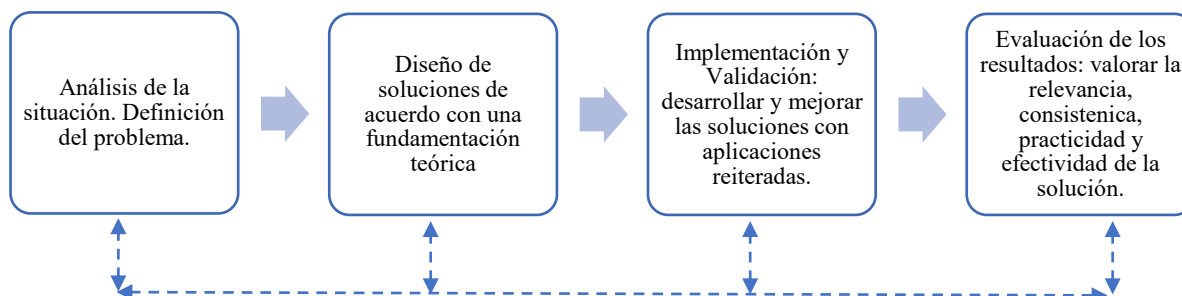 Análisis de la
situación. Definición
del problema.
Diseño de
soluciones de
acuerdo con una
fundamentación
teórica
Implementación y
Validación:
desarrollar y mejorar
las soluciones con
aplicaciones
reiteradas.
Evaluación de los
resultados: valorar la
relevancia,
consistenica,
practicidad y
efectividad de la
solución.